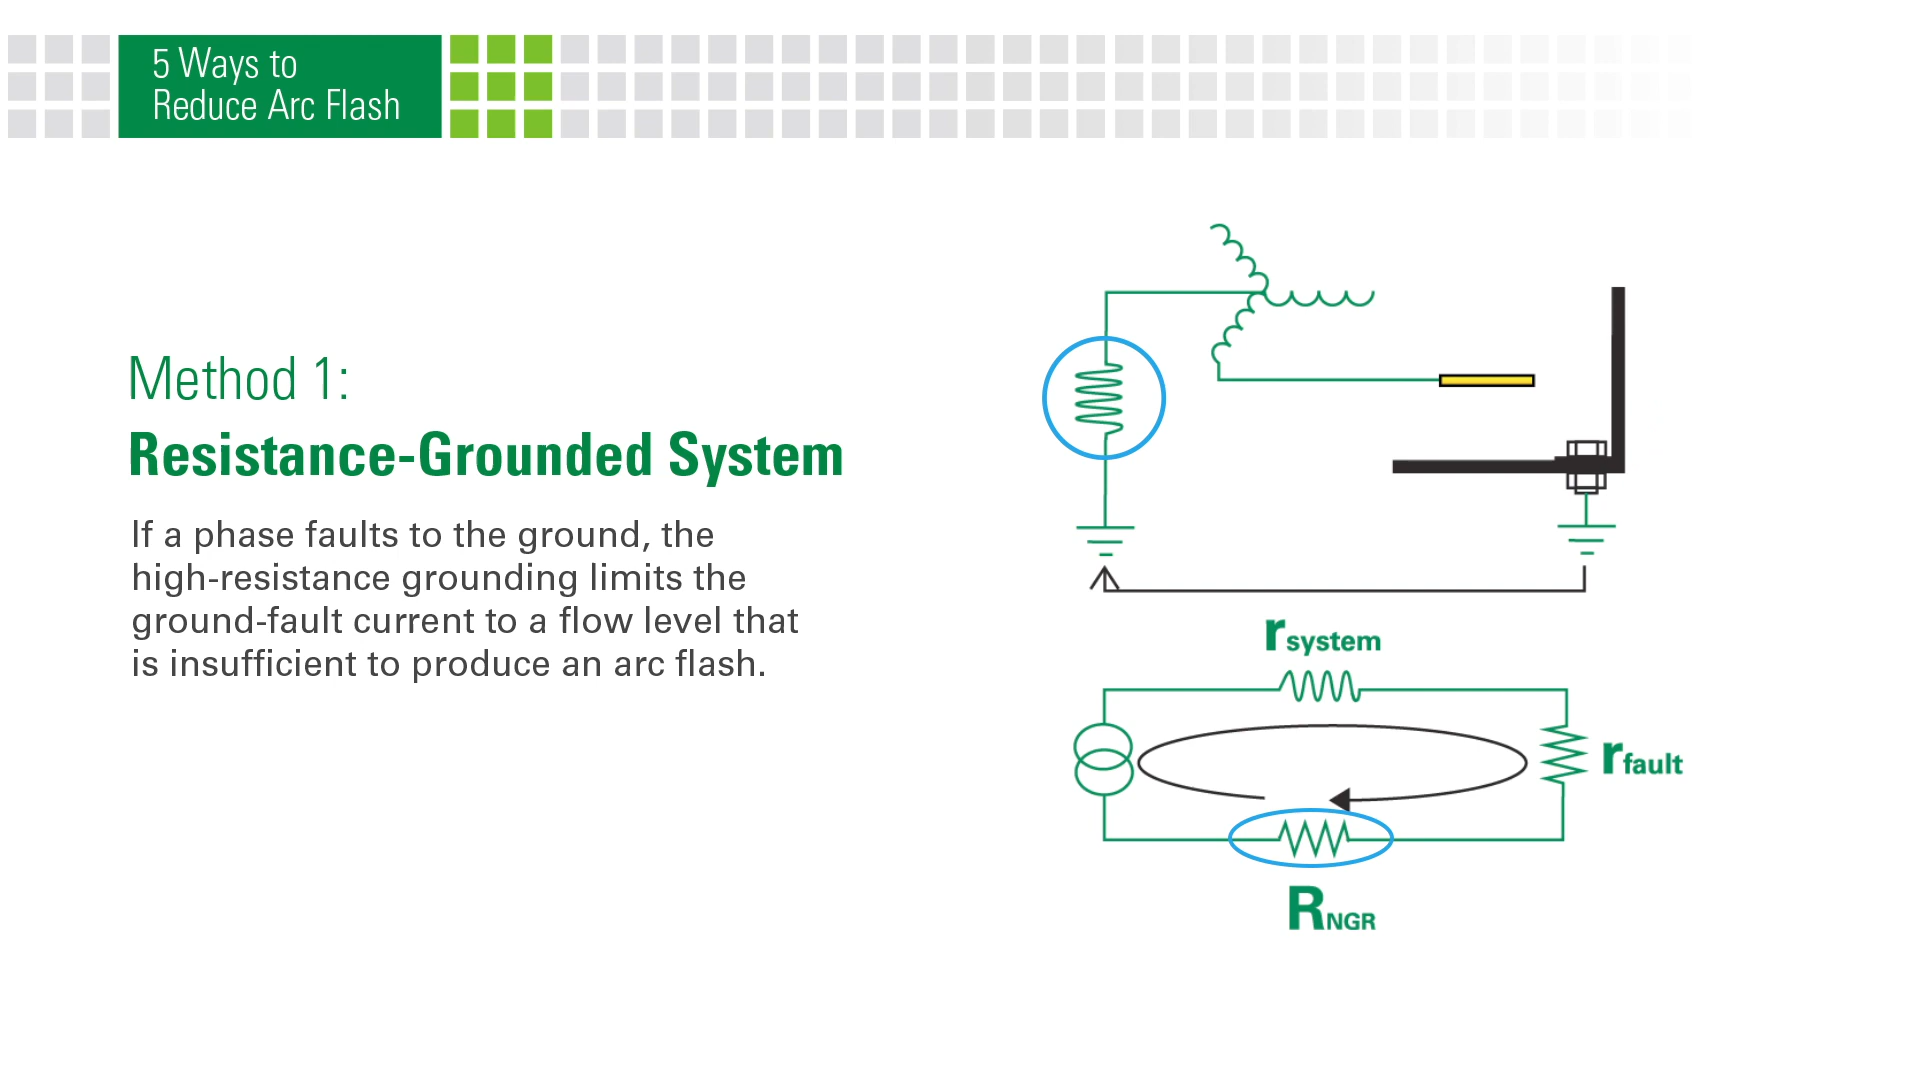 5 Ways to
Reduce Arc Flash
Method 1:
Resistance-Grounded System
If a phase faults to the ground, the
high-resistance grounding limits the
ground-fault current to a flow level that
is insufficient to produce an arc flash.
rsystem
rfault
RNGR